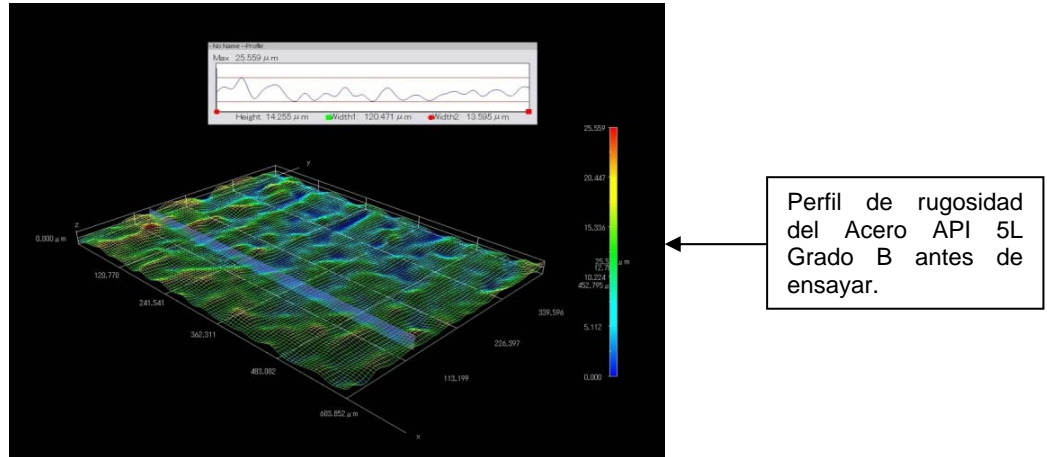 - No Name --Profile
Max 25.559 μm
Height: 14.255 μm Width1: 120.471 μm Width2: 13.595 μm
25.559
20.447
15.336
10.224
5.112
0.000
y
z
0.000 μm
120.770
241.541
362.311
483.082
603.852 μm
x
113.199
226.397
339.596
452.795
Perfil de rugosidad
del Acero API 5L
Grado B antes de
ensayar.